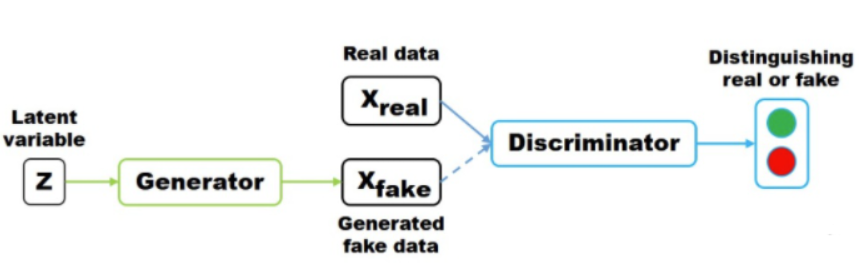 Latent
variable
Z
Generator
Real data
Xreal
Xfake
Generated
fake data
Discriminator
Distinguishing
real or fake